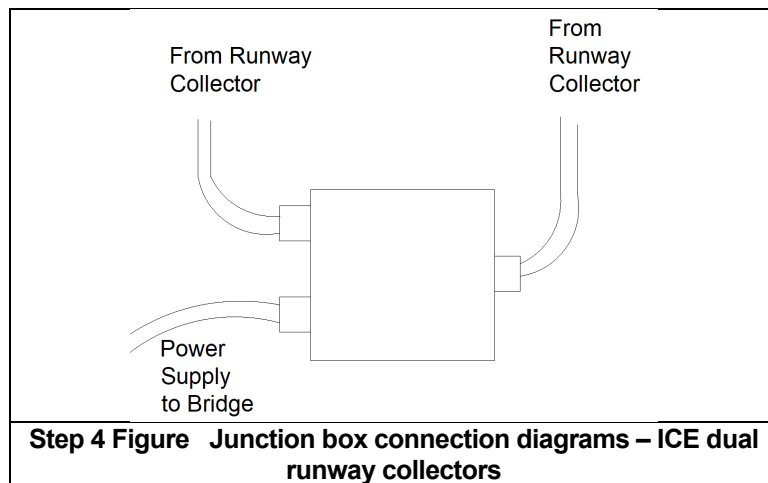 From Runway
Collector
From
Runway
Collector
Power
Supply
to Bridge
Step 4 Figure Junction box connection diagrams – ICE dual
runway collectors